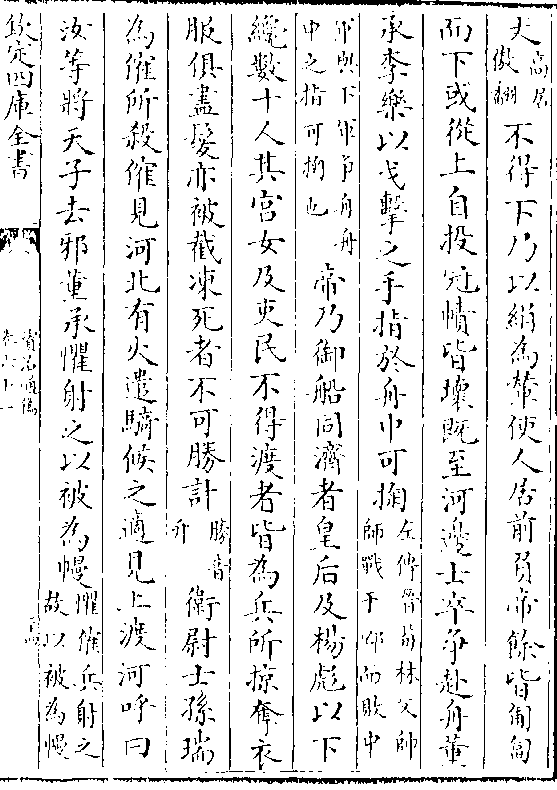 丈高居傲翻不得下乃以絹為輦使人居前負帝餘皆匍匐
而下或從上自投冠幘皆壞既至河邊士卒爭赴舟董
承李樂以戈擊之手指於舟中可掬左傳晉荀林父帥師戰于邲而敗中
軍與下軍爭舟舟中之指可掬也帝乃御船同濟者皇后及楊彪以下
纔數十人其宮女及吏民不得渡者皆為兵所掠奪衣
服俱盡髮亦被截凍死者不可勝計勝音升衛尉士孫瑞
為傕所殺傕見河北有火遣騎候之適見上渡河呼曰
汝等將天子去邪董承懼射之以被為幔懼傕兵射之故以被為幔
欽定四庫全書
資治通鑑
卷六十一